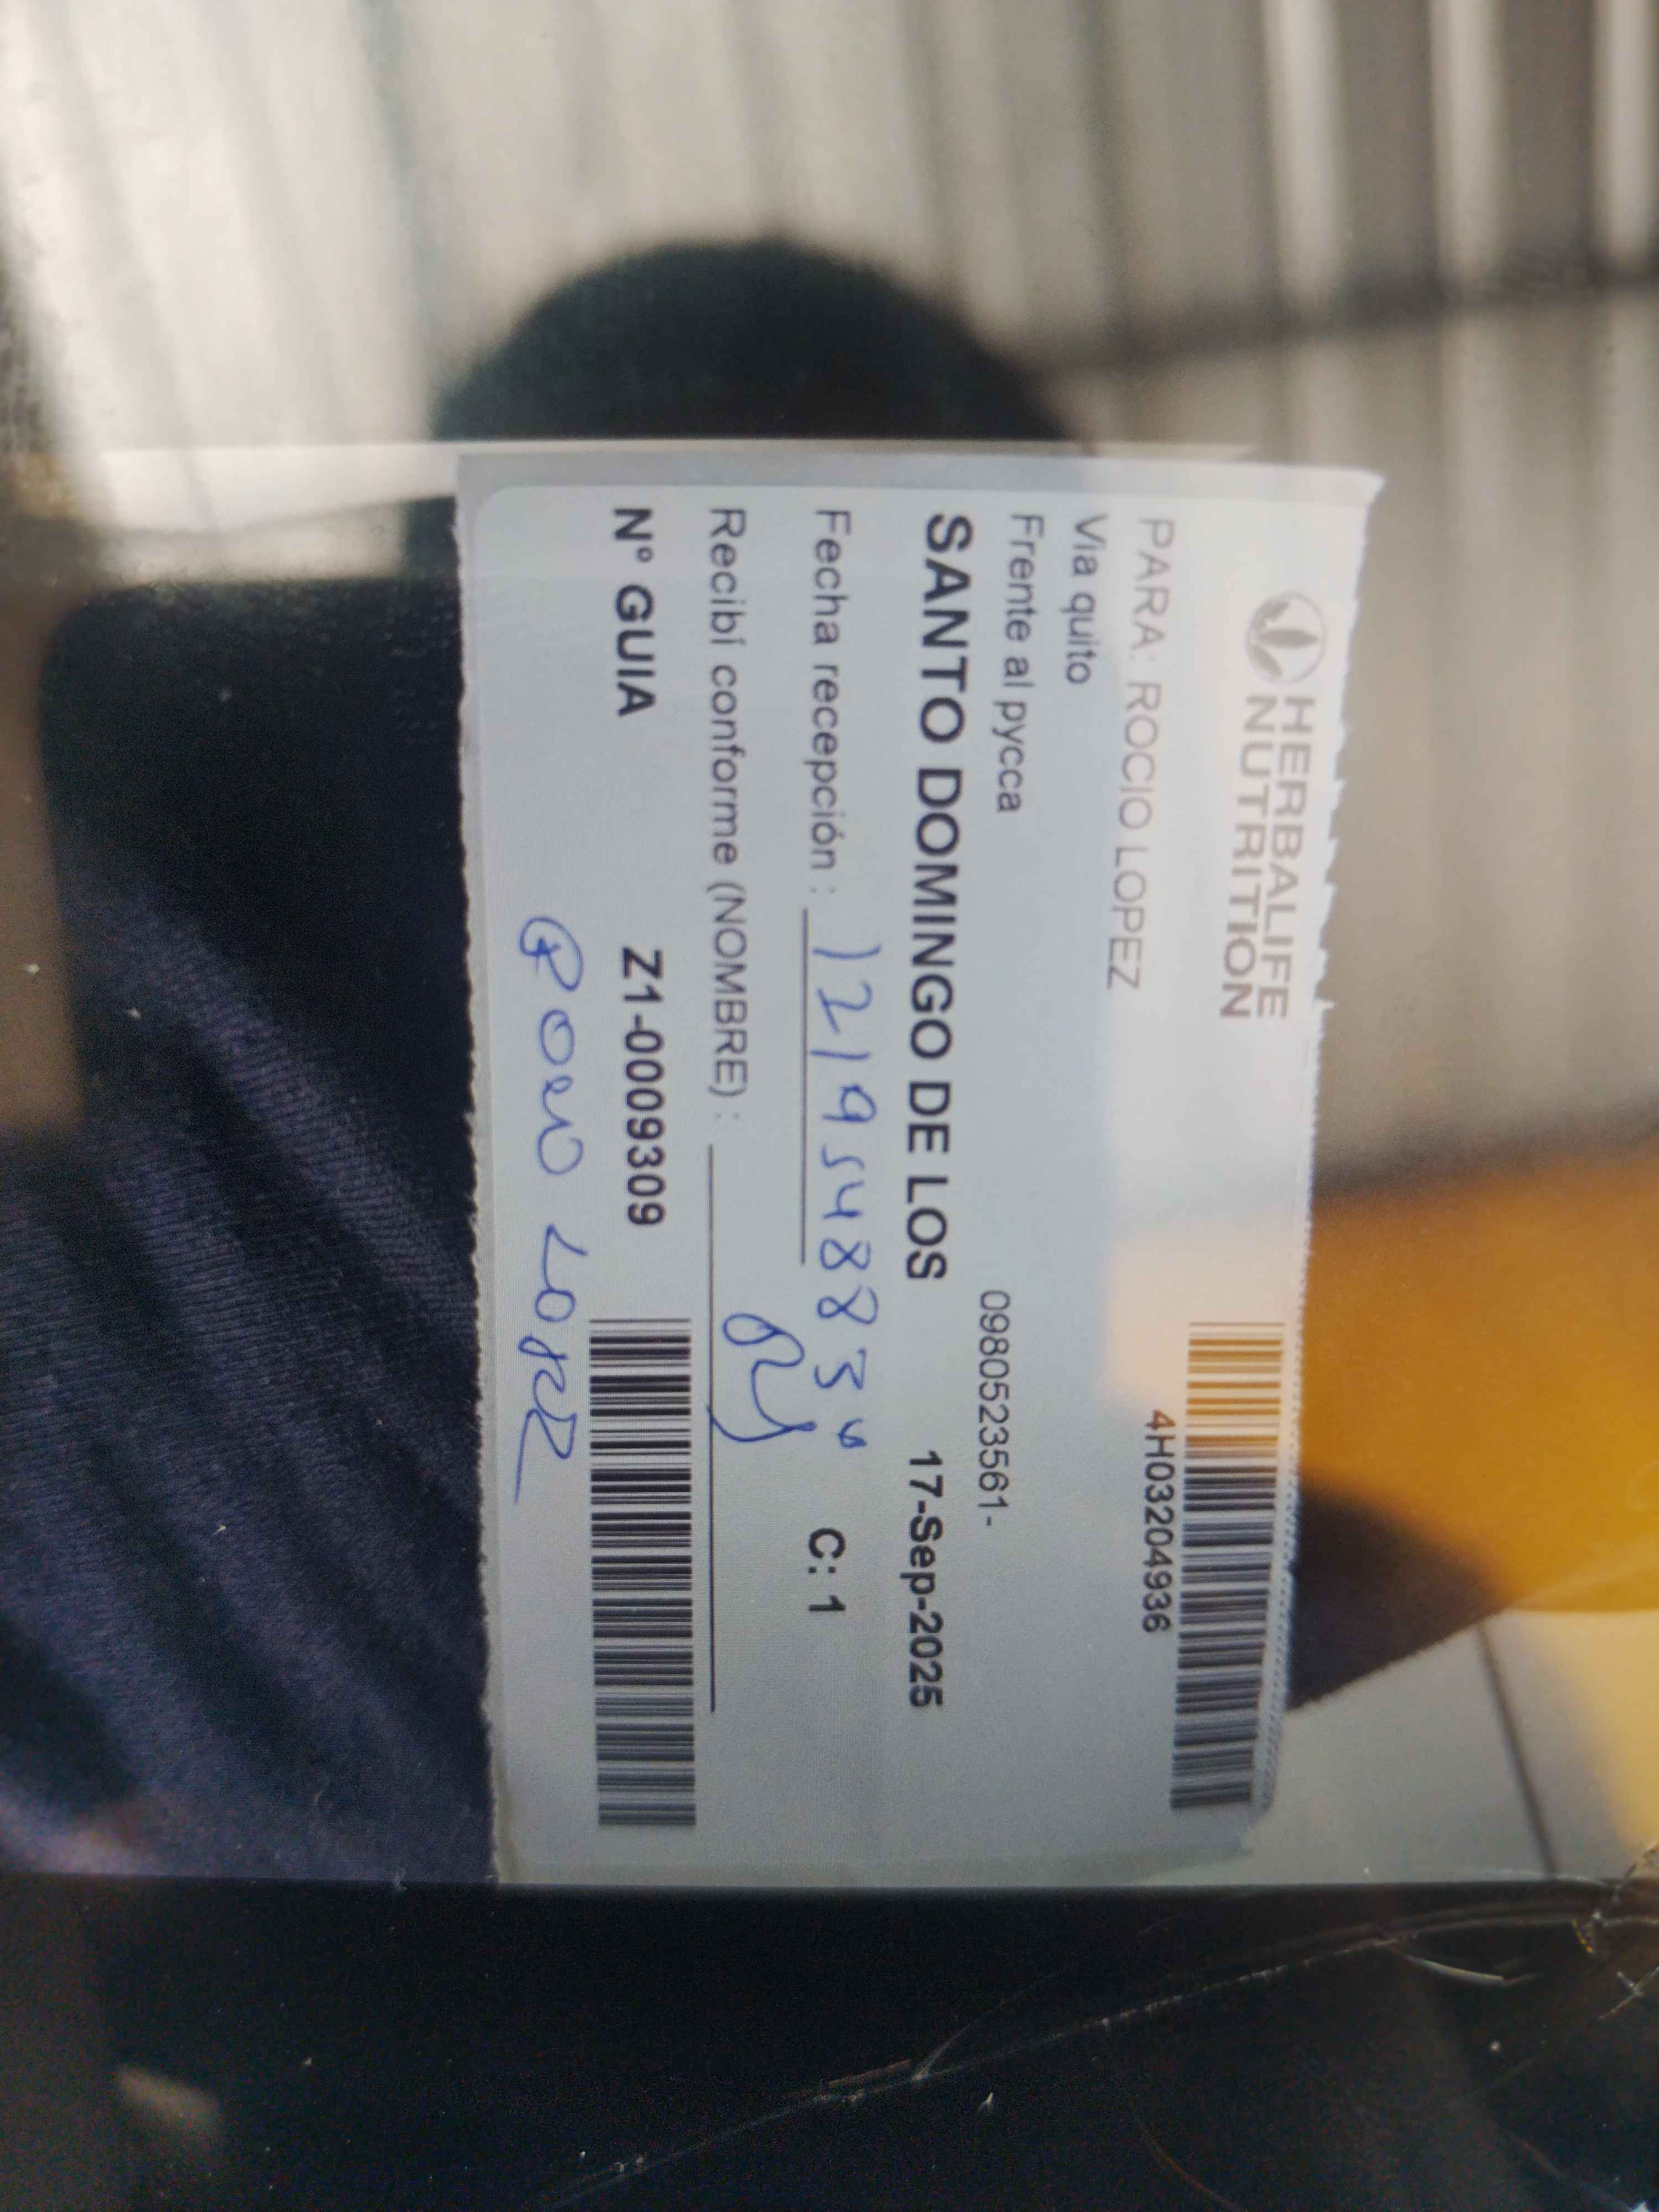 HERBALIFE
NUTRITION
4H03204936
PARA: ROCIO LOPEZ
Via quito
Frente al pycca
0980523561-
SANTO DOMINGO DE LOS 17-Sep-2025
Fecha recepción : C: 1
Recibí conforme (NOMBRE) :
Nº GUIA Z1-0009309